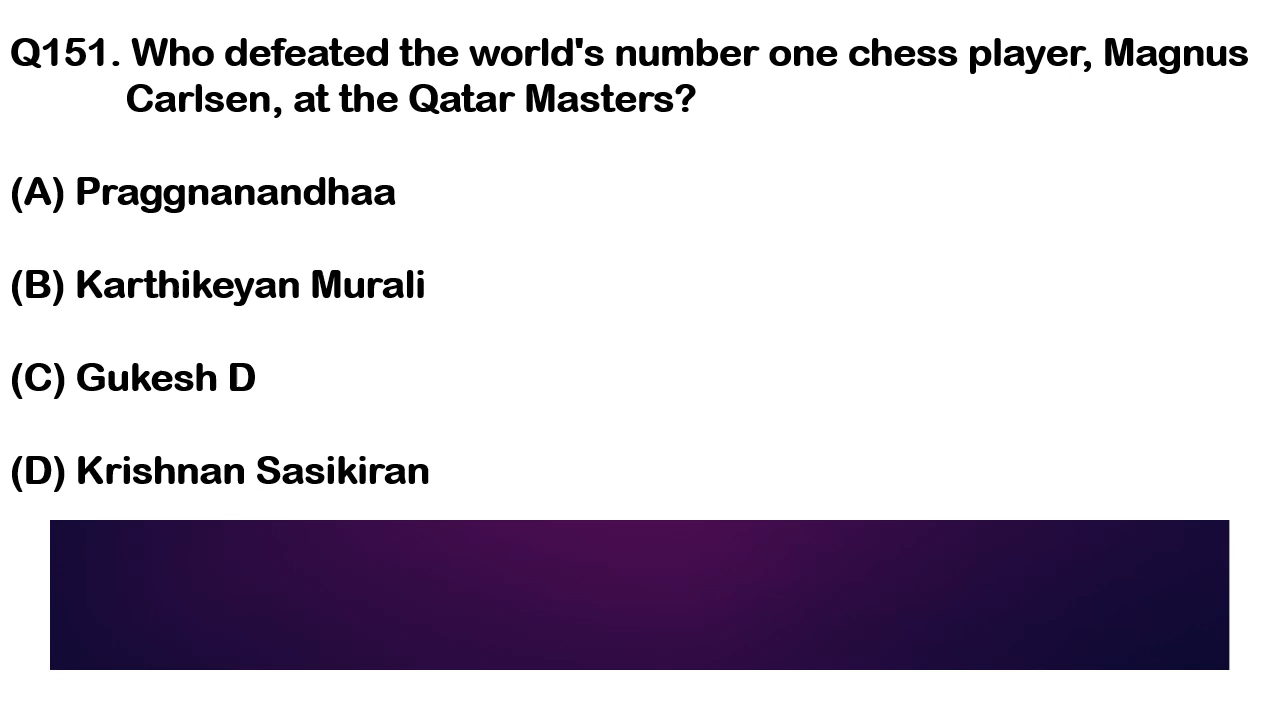 Q151. Who defeated the world's number one chess player, Magnus
Carlsen, at the Qatar Masters?
(A) Praggnanandhaa
(B) Karthikeyan Murali
(C) Gukesh D
(D) Krishnan Sasikiran